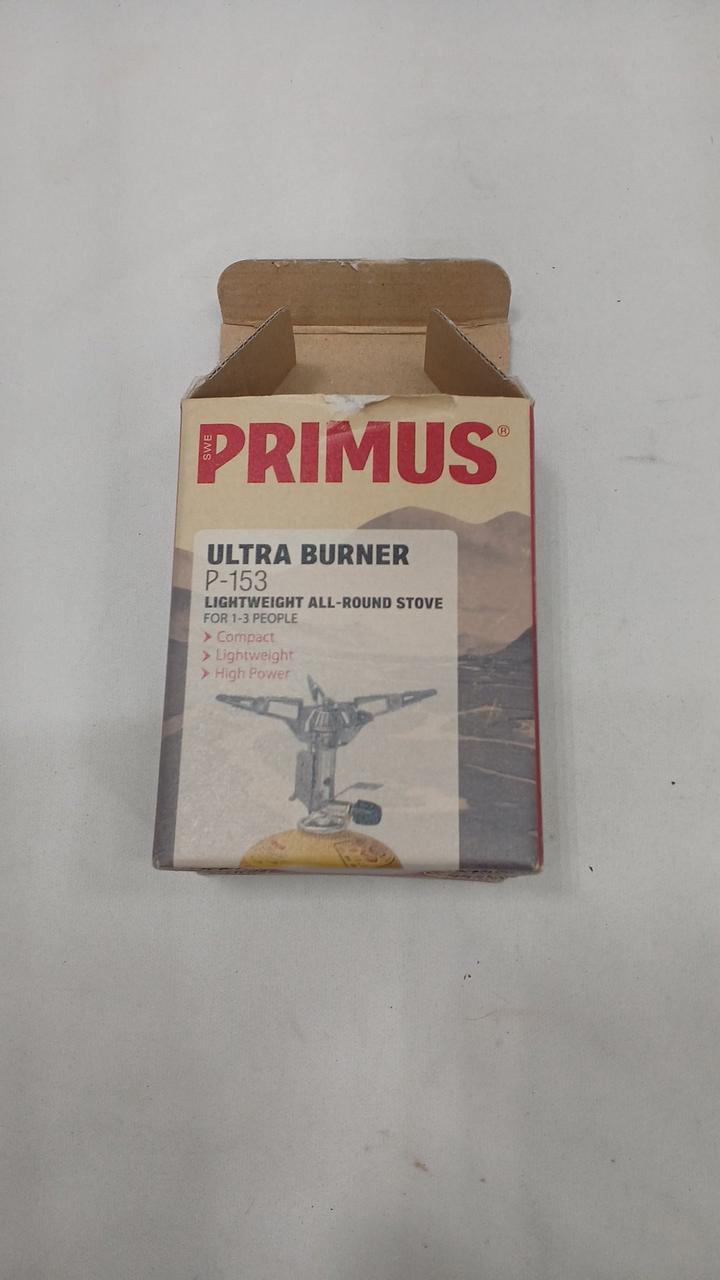 SWE PRIMUS®
ULTRA BURNER
P-153
LIGHTWEIGHT ALL-ROUND STOVE
FOR 1-3 PEOPLE
Compact
Lightweight
High Power